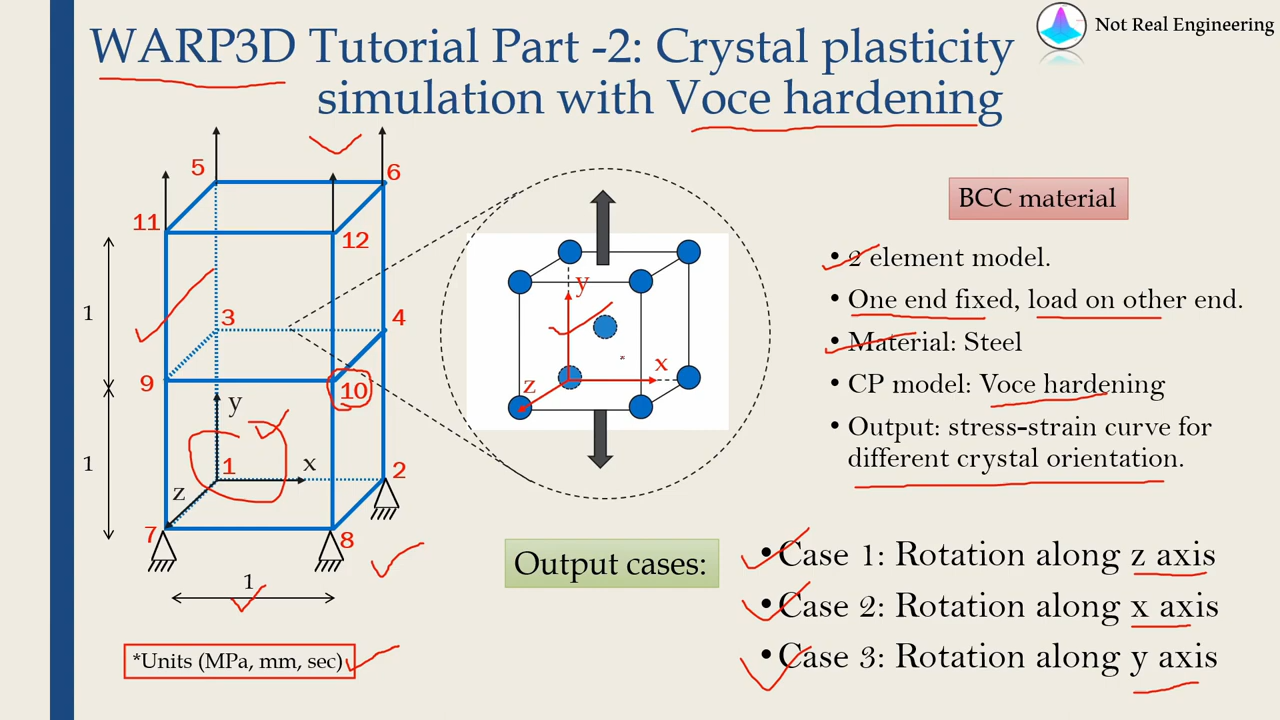 Not Real Engineering
WARP3D Tutorial Part -2: Crystal plasticity
simulation with Voce hardening
5
6
11
12
1
3
4
9
10
y
1
1
x
2
z
7
8
1
*Units (MPa, mm, sec)
y
x
z
BCC material
• 2 element model.
• One end fixed, load on other end.
• Material: Steel
• CP model: Voce hardening
• Output: stress-strain curve for
different crystal orientation.
Output cases:
• Case 1: Rotation along z axis
• Case 2: Rotation along x axis
• Case 3: Rotation along y axis